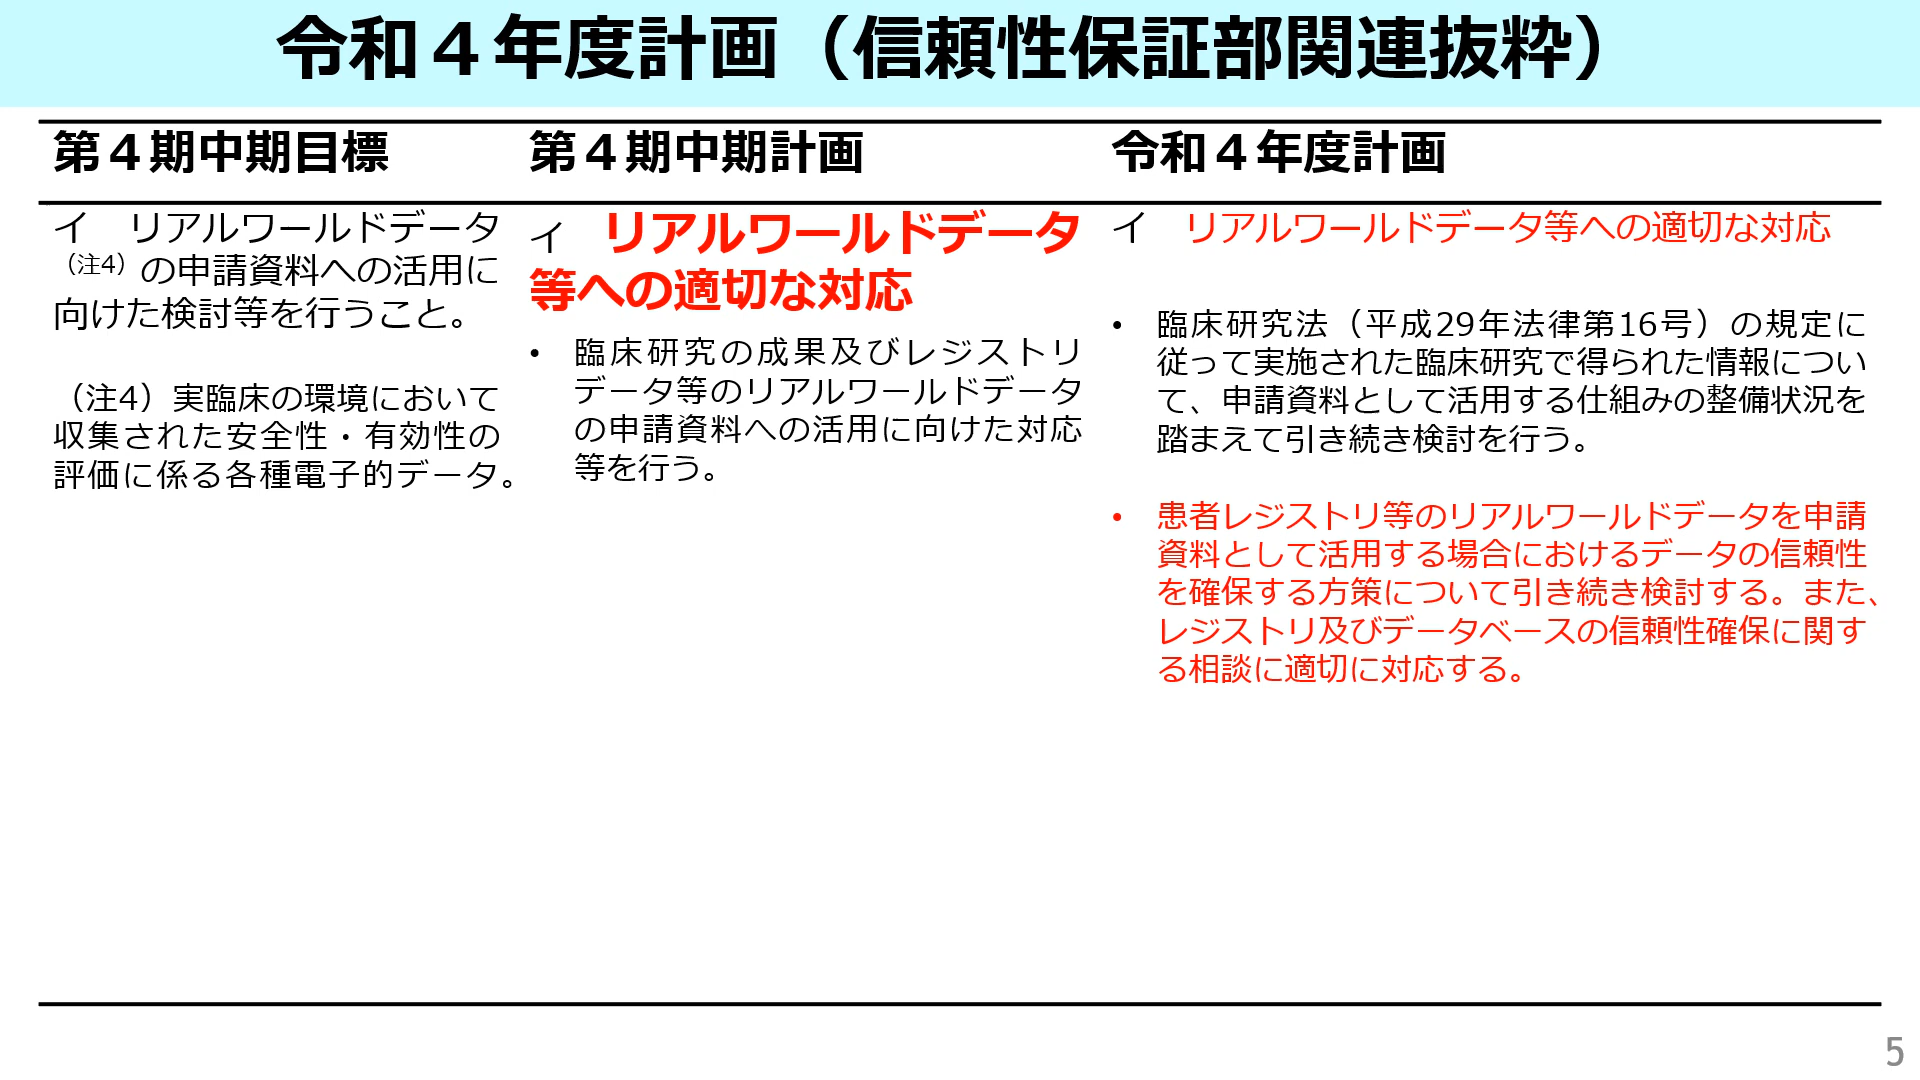 令和４年度計画（信頼性保証部関連抜粋）
第４期中期目標
第４期中期計画
令和４年度計画
イ　リアルワールドデータ
（注4）の申請資料への活用に
向けた検討等を行うこと。
（注4）実臨床の環境において
収集された安全性・有効性の
評価に係る各種電子的データ。
イ　リアルワールドデータ
等への適切な対応
• 臨床研究の成果及びレジストリ
データ等のリアルワールドデータ
の申請資料への活用に向けた対応
等を行う。
イ　リアルワールドデータ等への適切な対応
• 臨床研究法（平成29年法律第16号）の規定に
従って実施された臨床研究で得られた情報につい
て、申請資料として活用する仕組みの整備状況を
踏まえて引き続き検討を行う。
• 患者レジストリ等のリアルワールドデータを申請
資料として活用する場合におけるデータの信頼性
を確保する方策について引き続き検討する。また、
レジストリ及びデータベースの信頼性確保に関す
る相談に適切に対応する。
5